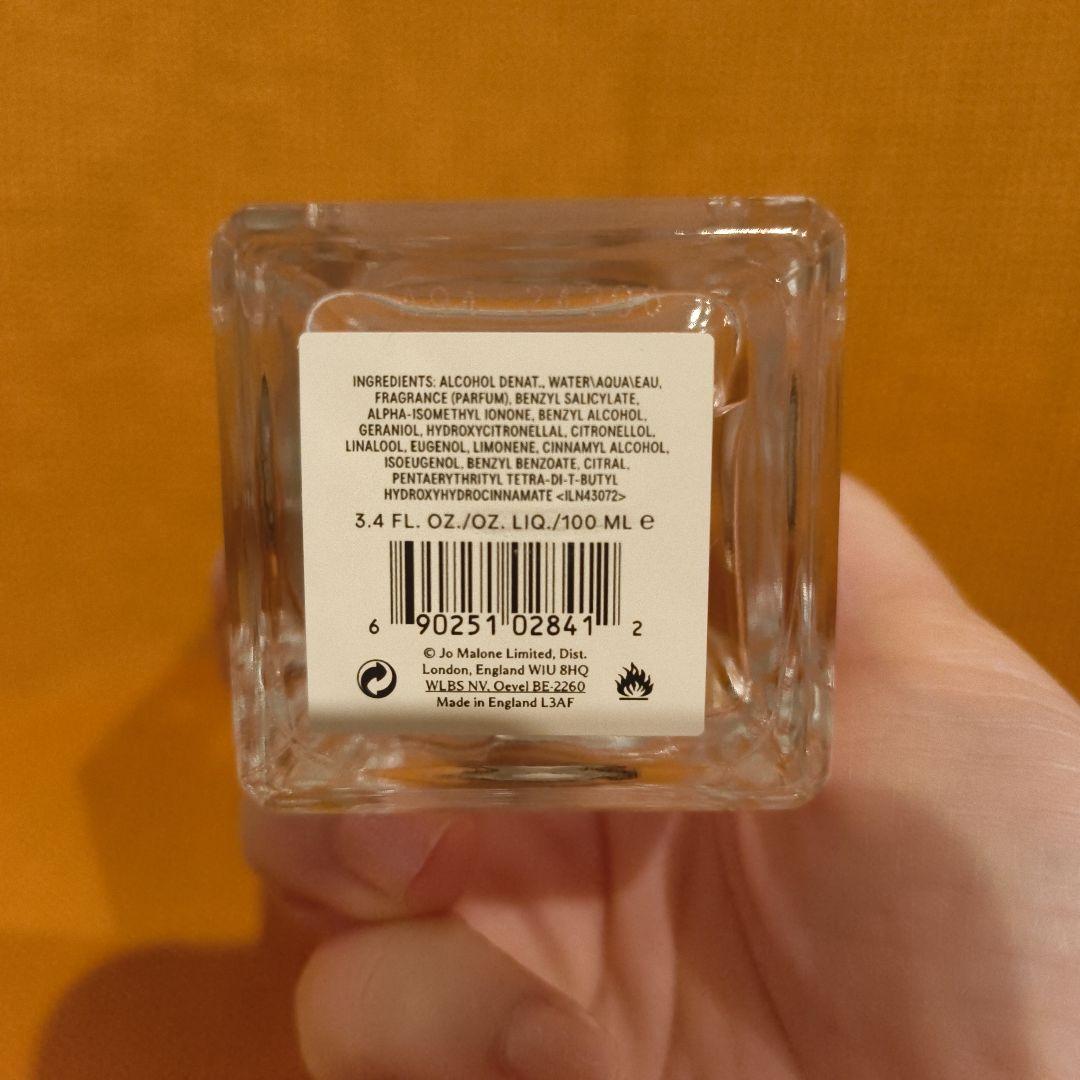 INGREDIENTS: ALCOHOL DENAT., WATER\AQUA\EAU,
FRAGRANCE (PARFUM), BENZYL SALICYLATE,
ALPHA-ISOMETHYL IONONE, BENZYL ALCOHOL,
GERANIOL, HYDROXYCITRONELLAL, CITRONELLOL,
LINALOOL, EUGENOL, LIMONENE, CINNAMYL ALCOHOL,
ISOEUGENOL, BENZYL BENZOATE, CITRAL,
PENTAERYTHRITYL TETRA-DI-T-BUTYL
HYDROXYHYDROCINNAMATE <ILN43072>
3.4 FL. OZ./OZ. LIQ./100 ML ℮
6 90251 02841 2
© Jo Malone Limited, Dist.
London, England W1U 8HQ
WLBS NV, Oevel BE-2260
Made in England L3AF